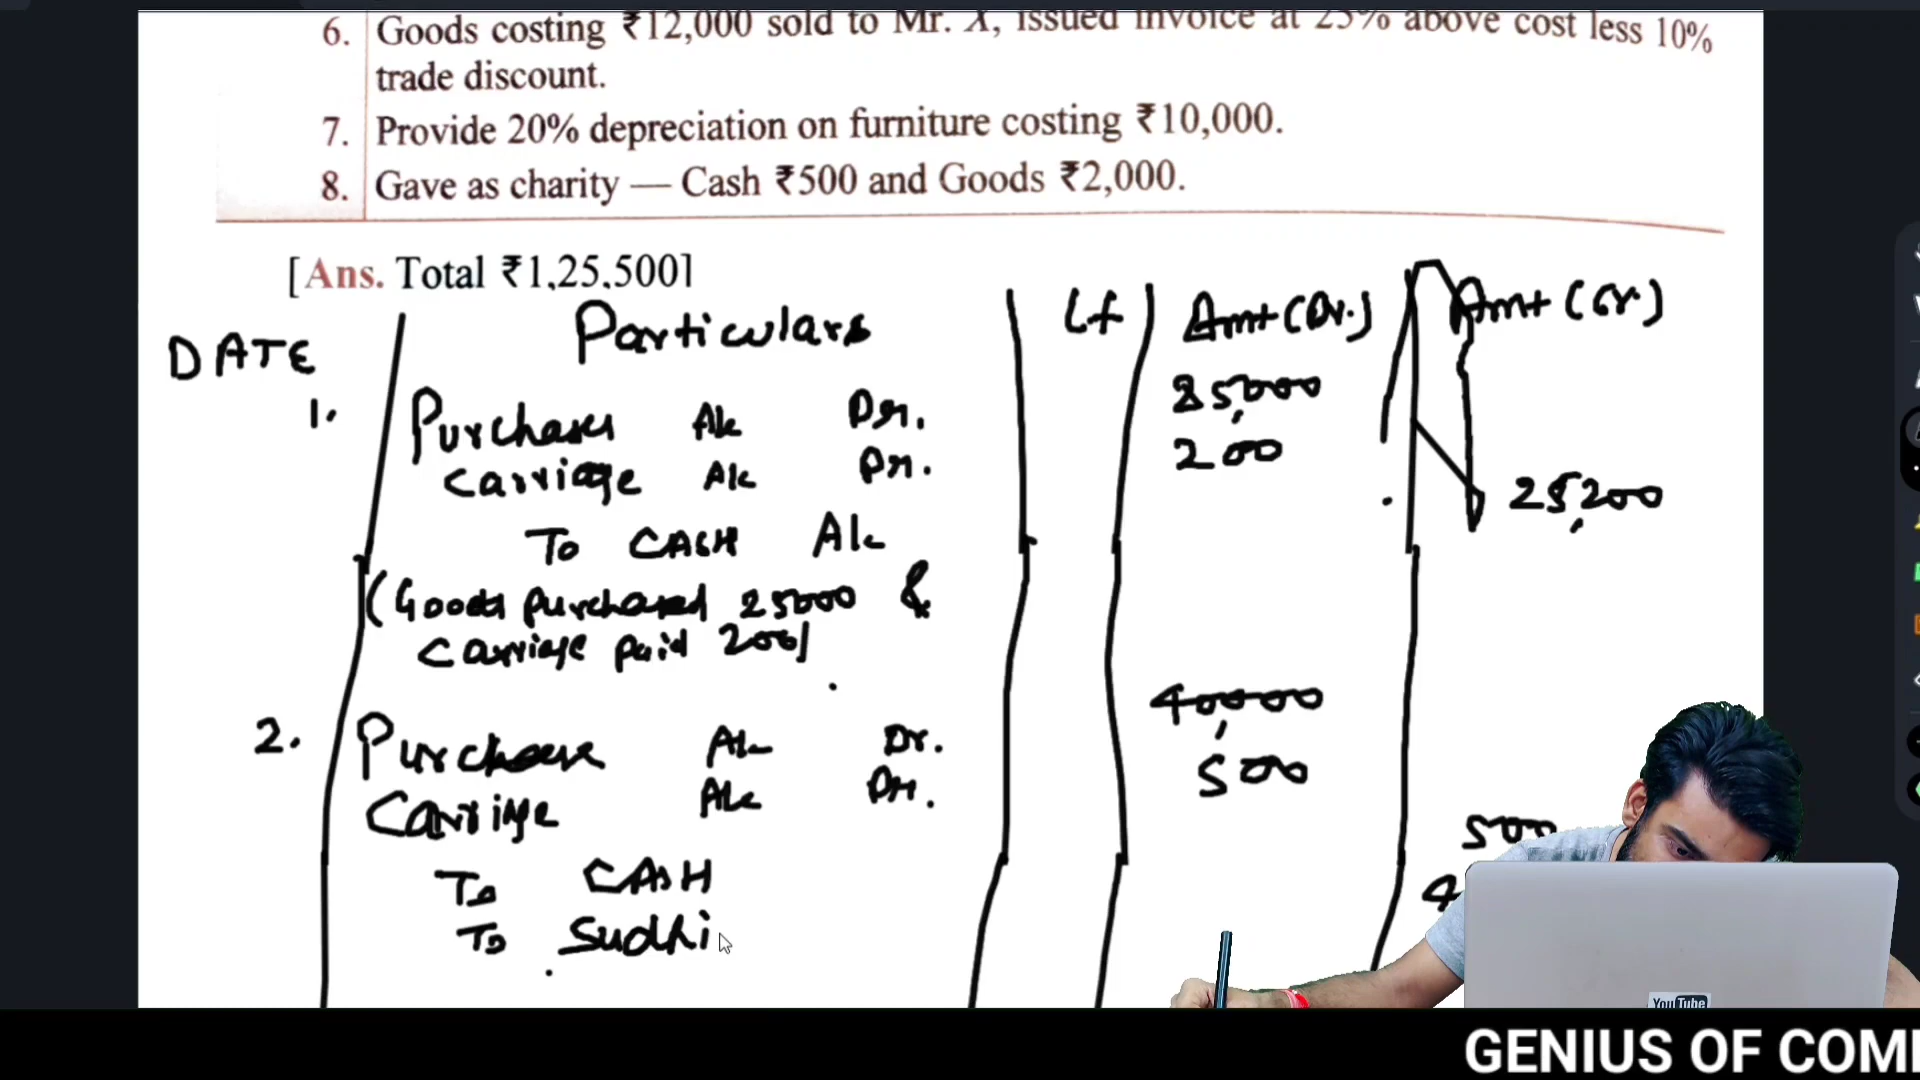 6. Goods costing ₹12,000 sold to Mr. X, issued invoice at 25% above cost less 10%
trade discount.
7. Provide 20% depreciation on furniture costing ₹10,000.
8. Gave as charity — Cash ₹500 and Goods ₹2,000.
[Ans. Total ₹1,25,500]
DATE Particulars Lf Amt (Dr.) Amt (Cr.)
1. Purchases A/c Dr. 25,000
Carriage A/c Dr. 200
To CASH A/c 25,200
(Goods purchased 25000 &
Carriage paid 200)
2. Purchase A/c Dr. 40,000
Carriage A/c Dr. 500
To CASH 500
To Sudhi 4
YouTube
GENIUS OF COM